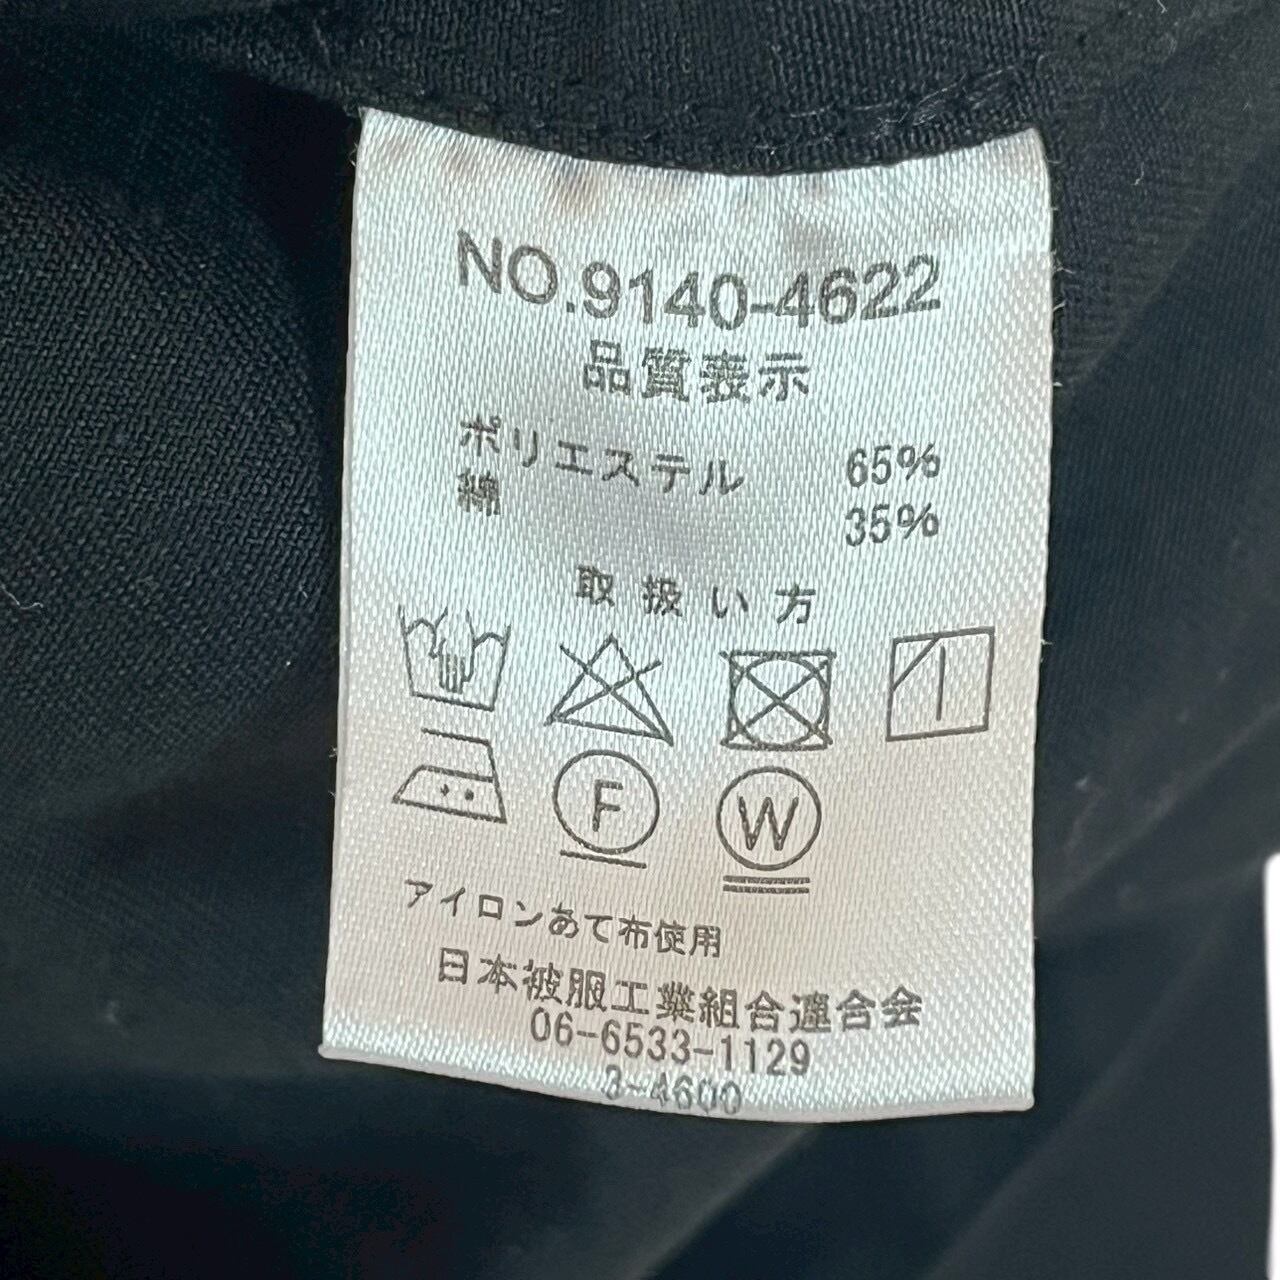 NO.9140-4622
品質表示
ポリエステル 65%
綿 35%
取扱い方
F W
アイロンあて布使用
日本被服工業組合連合会
06-6533-1129
3-4600